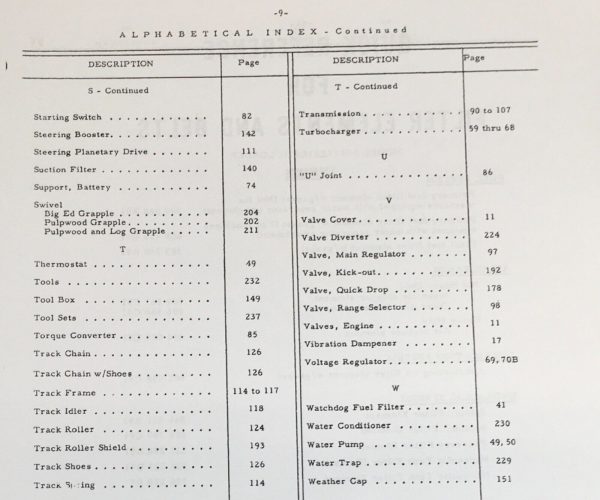 -9-
ALPHABETICAL INDEX - Continued
DESCRIPTION Page
S - Continued
Starting Switch . . . . . . . . . . 82
Steering Booster. . . . . . . . . . 142
Steering Planetary Drive . . . . . . 111
Suction Filter . . . . . . . . . . . 140
Support, Battery . . . . . . . . . 74
Swivel
Big Ed Grapple . . . . . . . . . . 204
Pulpwood Grapple. . . . . . . . . 202
Pulpwood and Log Grapple . . . . . 211
T
Thermostat . . . . . . . . . . . . 49
Tools . . . . . . . . . . . . . . . 232
Tool Box . . . . . . . . . . . . . 149
Tool Sets . . . . . . . . . . . . . 237
Torque Converter . . . . . . . . . . 85
Track Chain . . . . . . . . . . . . 126
Track Chain w/Shoes . . . . . . . . 126
Track Frame . . . . . . . . . . . 114 to 117
Track Idler . . . . . . . . . . . . 118
Track Roller . . . . . . . . . . . 124
Track Roller Shield. . . . . . . . . 193
Track Shoes. . . . . . . . . . . . 126
Track . . . . . . . . . . 114
DESCRIPTION Page
T - Continued
Transmission. . . . . . . . . . . . 90 to 107
Turbocharger. . . . . . . . . . . . 59 thru 68
U
"U" Joint . . . . . . . . . . . . . 86
V
Valve Cover. . . . . . . . . . . . 11
Valve Diverter . . . . . . . . . . 224
Valve, Main Regulator . . . . . . . 97
Valve, Kick-out. . . . . . . . . . . 192
Valve, Quick Drop . . . . . . . . . 178
Valve, Range Selector . . . . . . . 98
Valves, Engine . . . . . . . . . . . 11
Vibration Dampener . . . . . . . . 17
Voltage Regulator. . . . . . . . . . 69, 70B
W
Watchdog Fuel Filter . . . . . . . . 41
Water Conditioner . . . . . . . . . 230
Water Pump . . . . . . . . . . . 49, 50
Water Trap . . . . . . . . . . . . 229
Weather Cap . . . . . . . . . . . 151